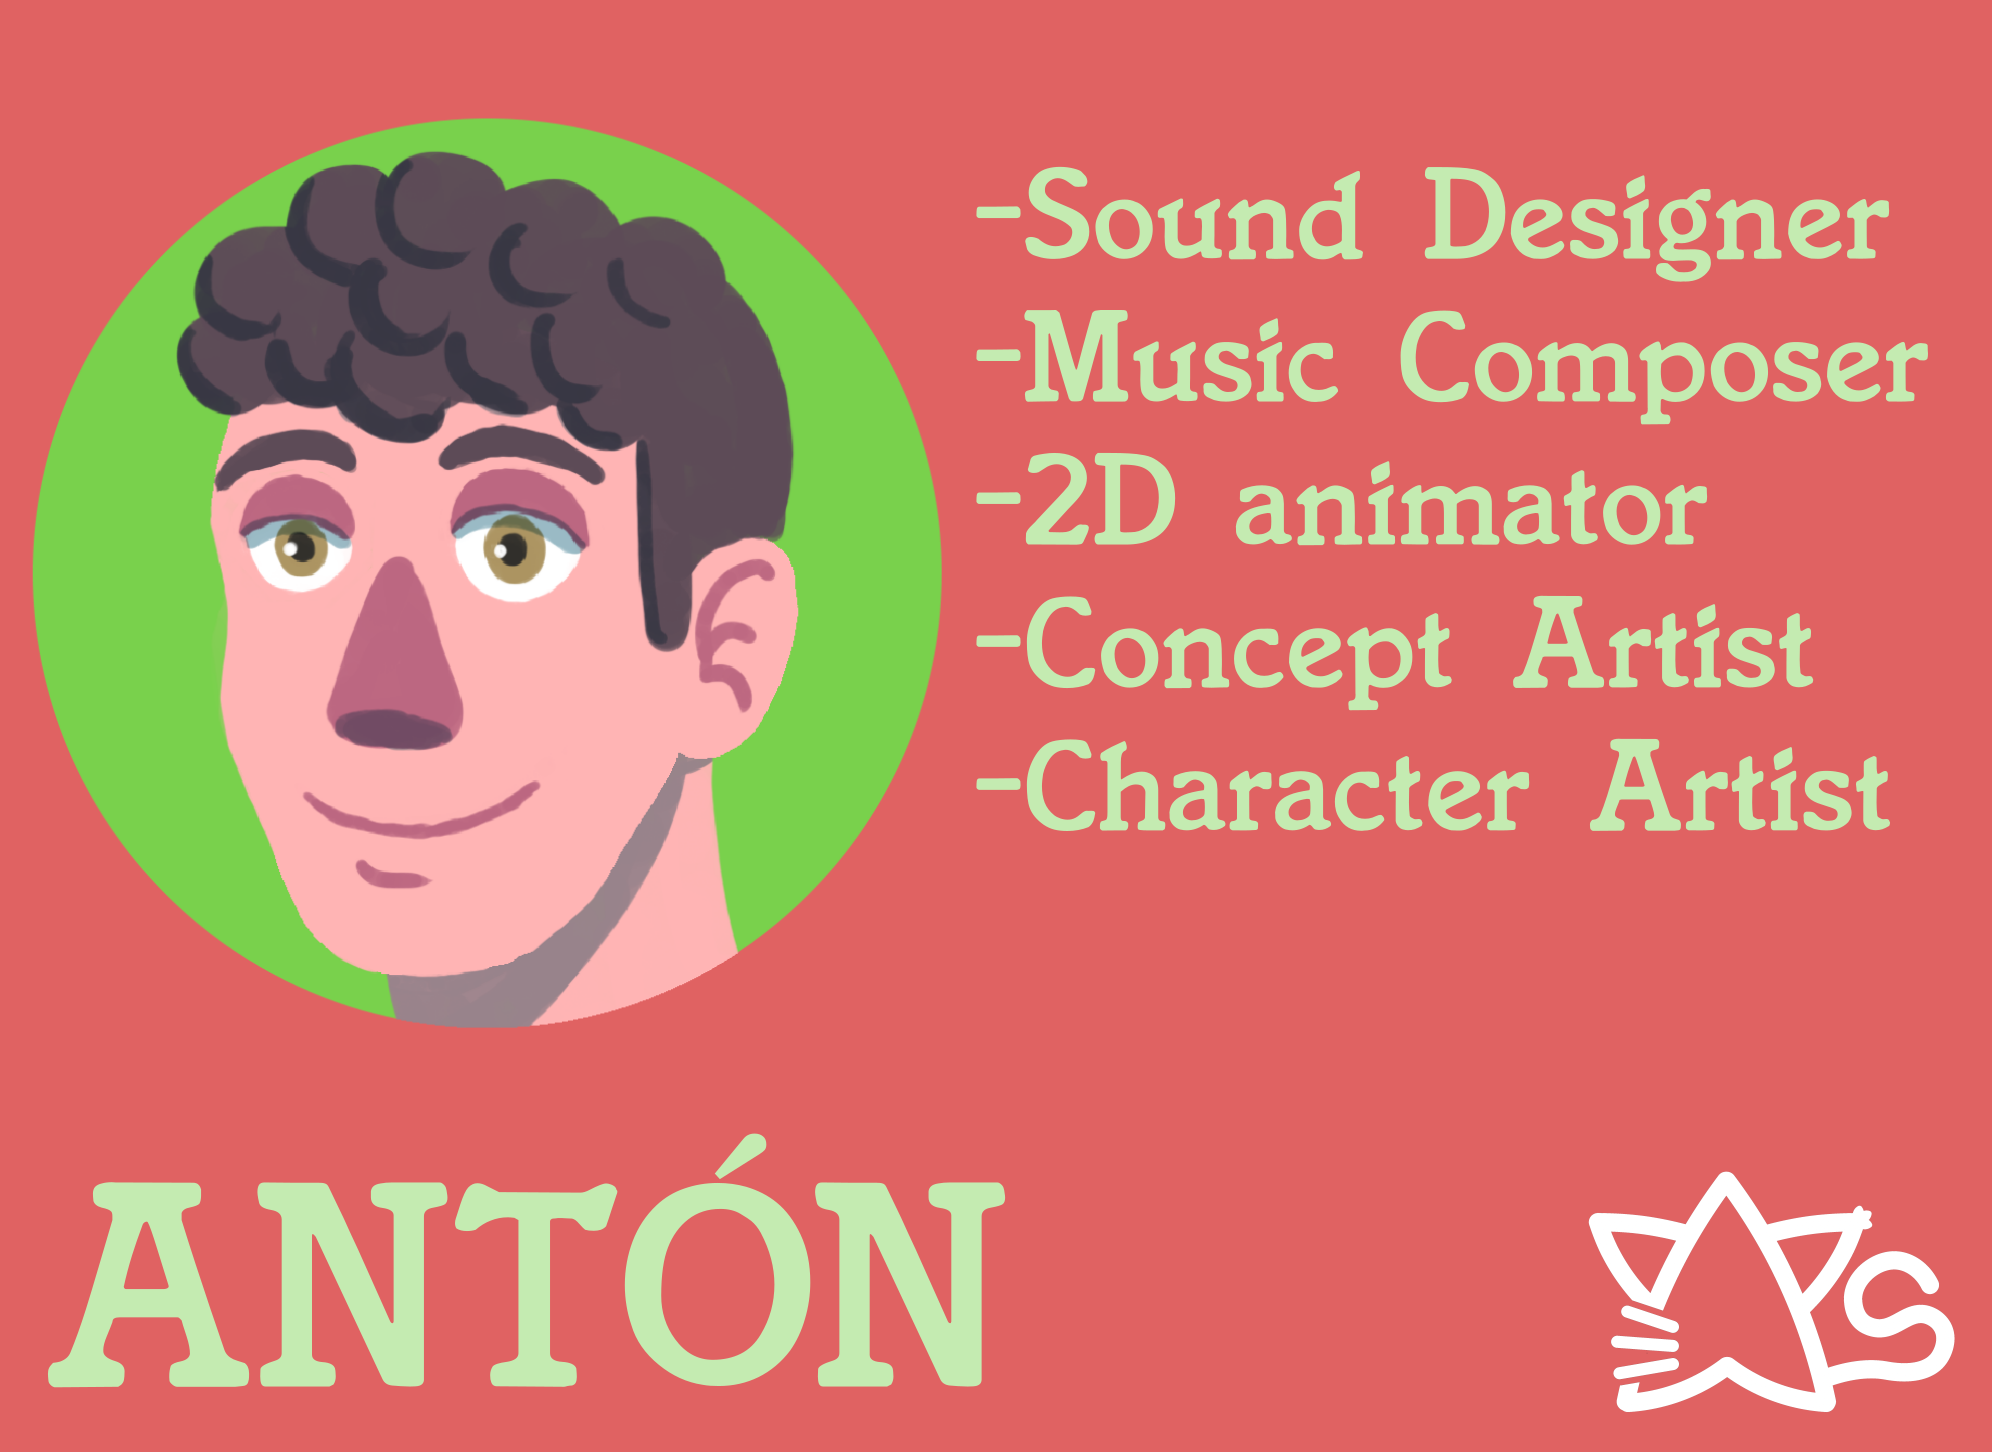 -Sound Designer
-Music Composer
-2D animator
-Concept Artist
-Character Artist
ANTÓN